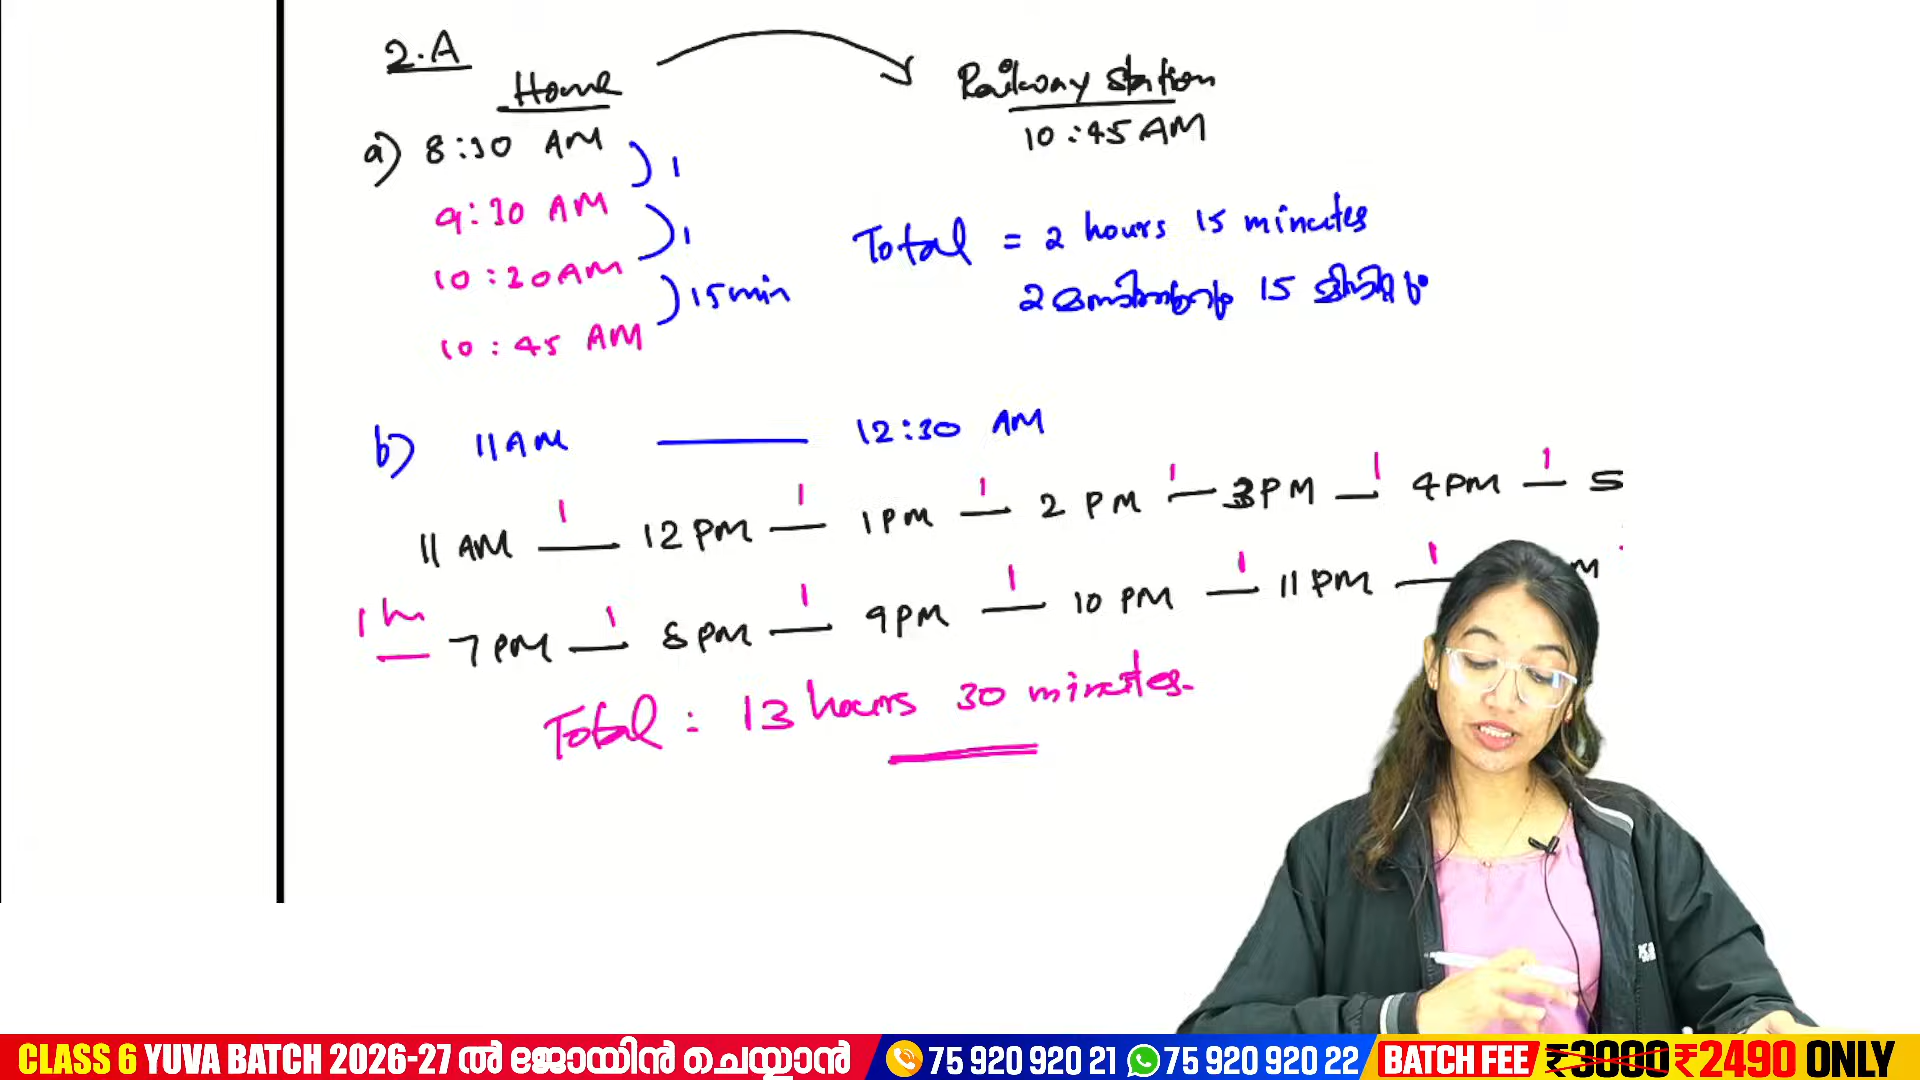 2.A
Home
Railway station
a) 8:30 AM
10:45 AM
) 1
9:30 AM
) 1
10:30 AM
) 15 min
10:45 AM
Total = 2 hours 15 minutes
2 മണിക്കൂറും 15 മിനിറ്റും
b) 11 AM — 12:30 AM
11 AM — 1 12 PM — 1 1 PM — 1 2 PM — 1 3 PM — 1 4 PM — 1 5
1 hr — 7 PM — 1 8 PM — 1 9 PM — 1 10 PM — 1 11 PM — 1 M
Total : 13 hours 30 minutes.
CLASS 6 YUVA BATCH 2026-27 ൽ ജോയിൻ ചെയ്യാൻ 75 920 920 21 75 920 920 22 BATCH FEE ₹3000 ₹2490 ONLY